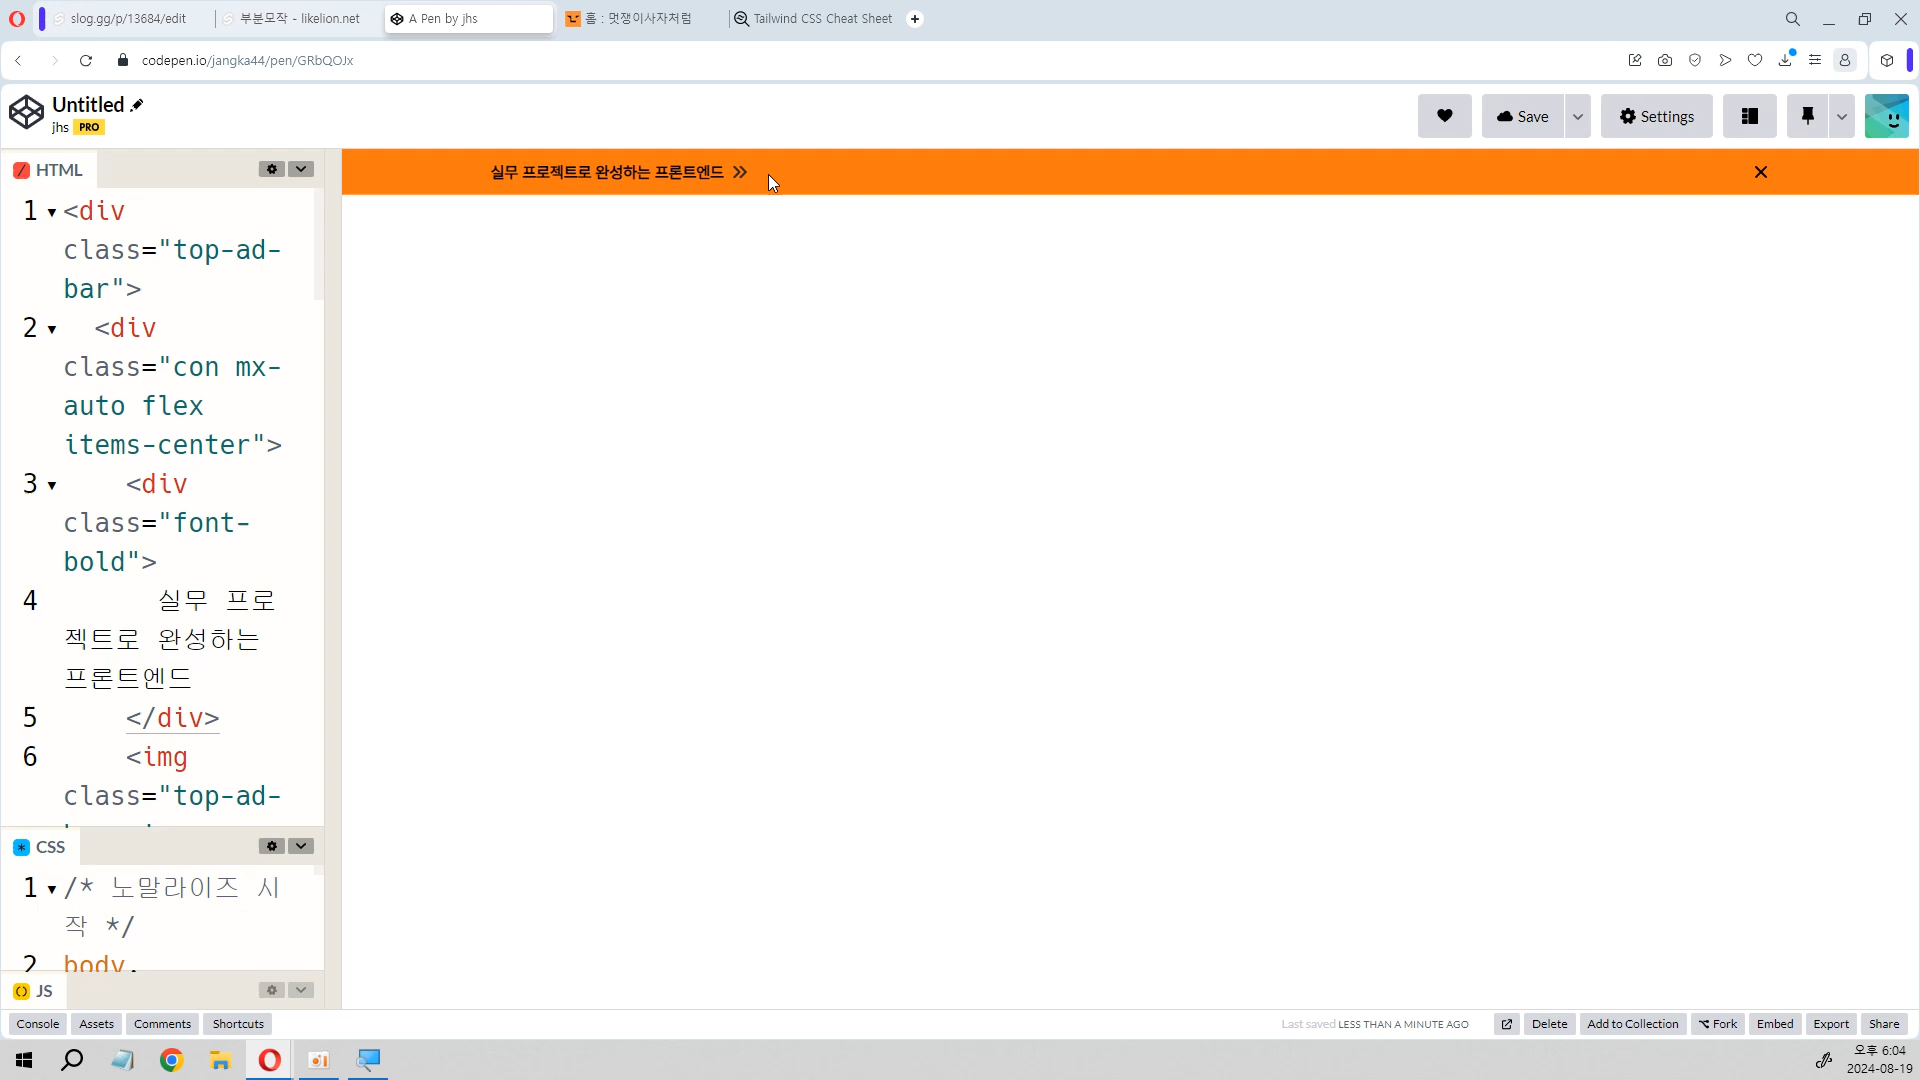 slog.gg/p/13684/edit
부분모작 - likelion.net
A Pen by jhs
홈 : 멋쟁이사자처럼
Tailwind CSS Cheat Sheet
codepen.io/jangka44/pen/GRbQOJx
Untitled
jhs PRO
Save
Settings
HTML
실무 프로젝트로 완성하는 프론트엔드
1 <div
class="top-ad-
bar">
2 <div
class="con mx-
auto flex
items-center">
3 <div
class="font-
bold">
4 실무 프로
젝트로 완성하는
프론트엔드
5 </div>
6 <img
class="top-ad-
CSS
1 /* 노말라이즈 시
작 */
2 body,
JS
Console
Assets
Comments
Shortcuts
Last saved LESS THAN A MINUTE AGO
Delete
Add to Collection
Fork
Embed
Export
Share
오후 6:04
2024-08-19